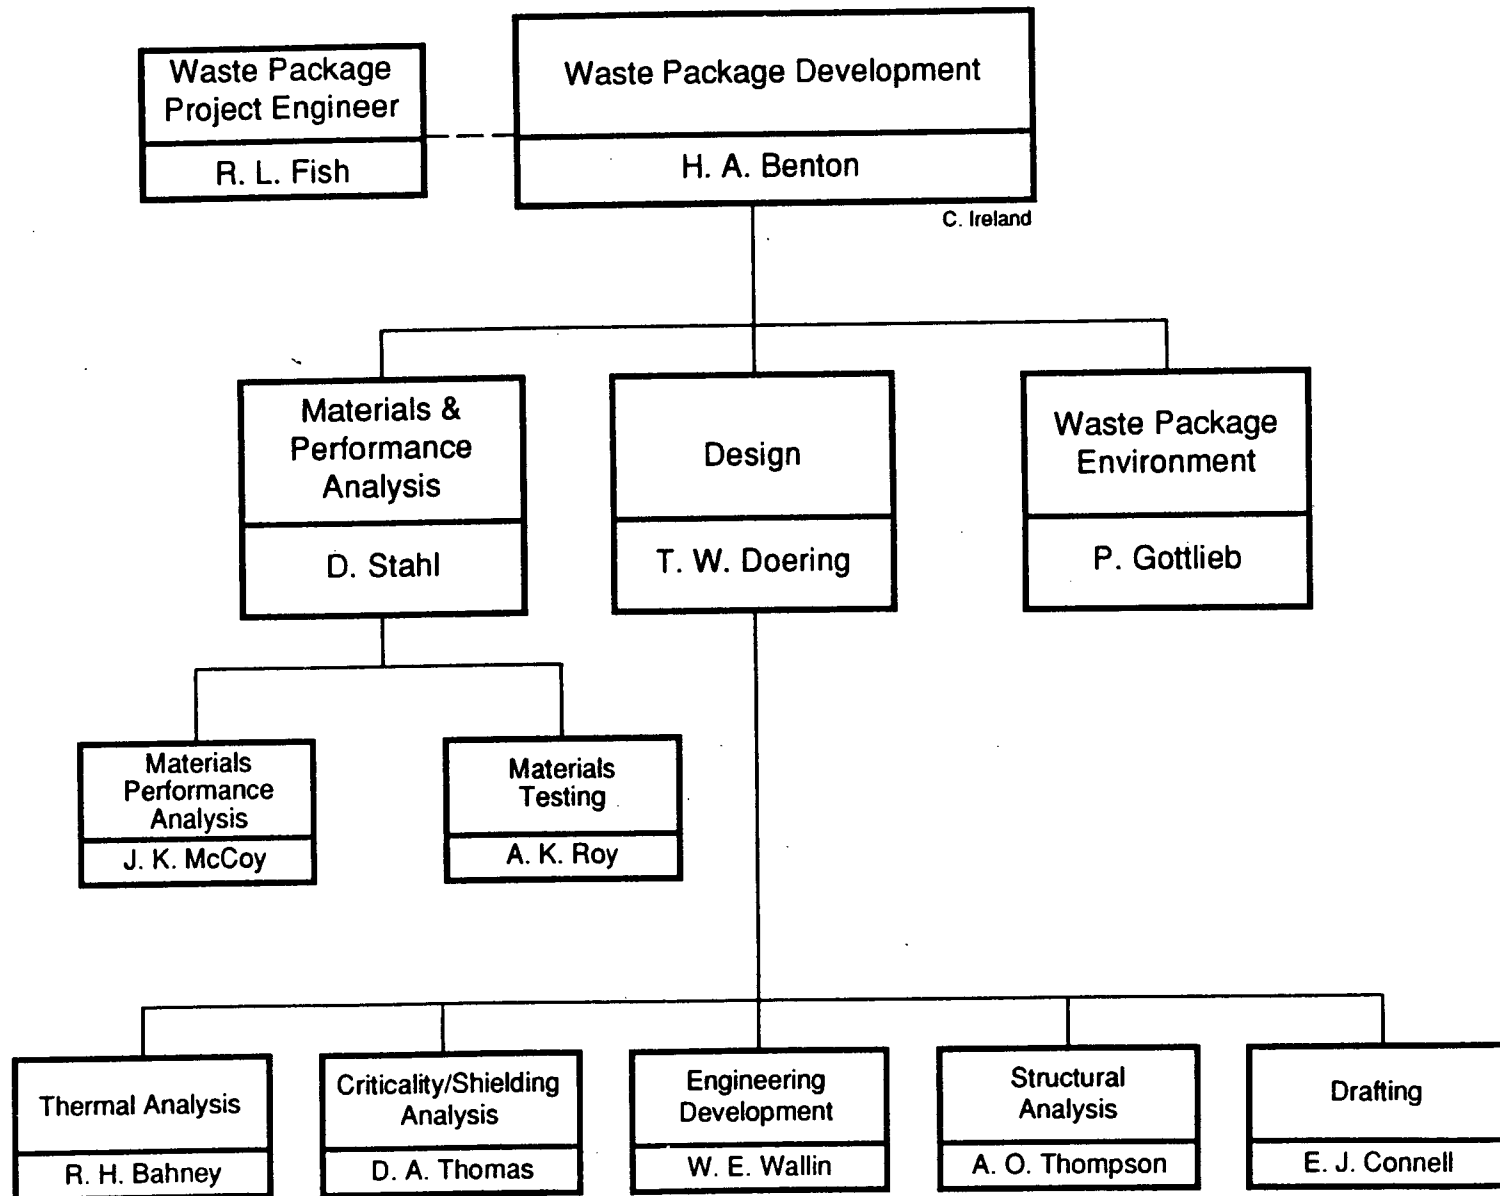 Waste Package
Project Engineer
R. L. Fish
Waste Package Development
H. A. Benton
C. Ireland
Materials &
Performance
Analysis
D. Stahl
Design
T. W. Doering
Waste Package
Environment
P. Gottlieb
Materials
Performance
Analysis
J. K. McCoy
Materials
Testing
A. K. Roy
Thermal Analysis
R. H. Bahney
Criticality/Shielding
Analysis
D. A. Thomas
Engineering
Development
W. E. Wallin
Structural
Analysis
A. O. Thompson
Drafting
E. J. Connell